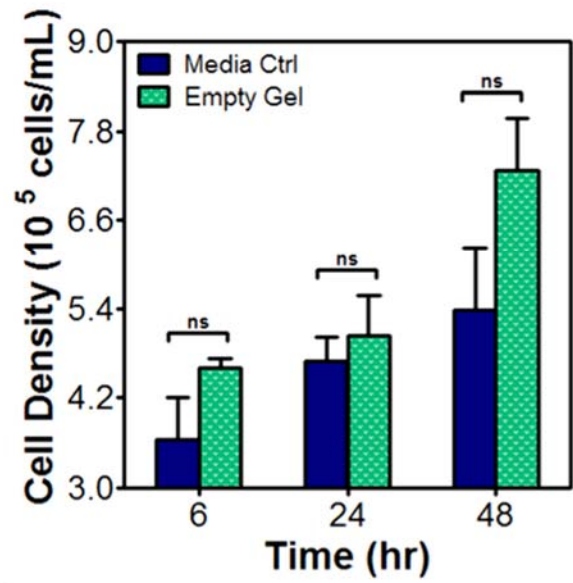 Cell Density (10 5 cells/mL)
9.0
7.8
6.6
5.4
4.2
3.0
Media Ctrl
Empty Gel
ns
ns
ns
6
24
48
Time (hr)